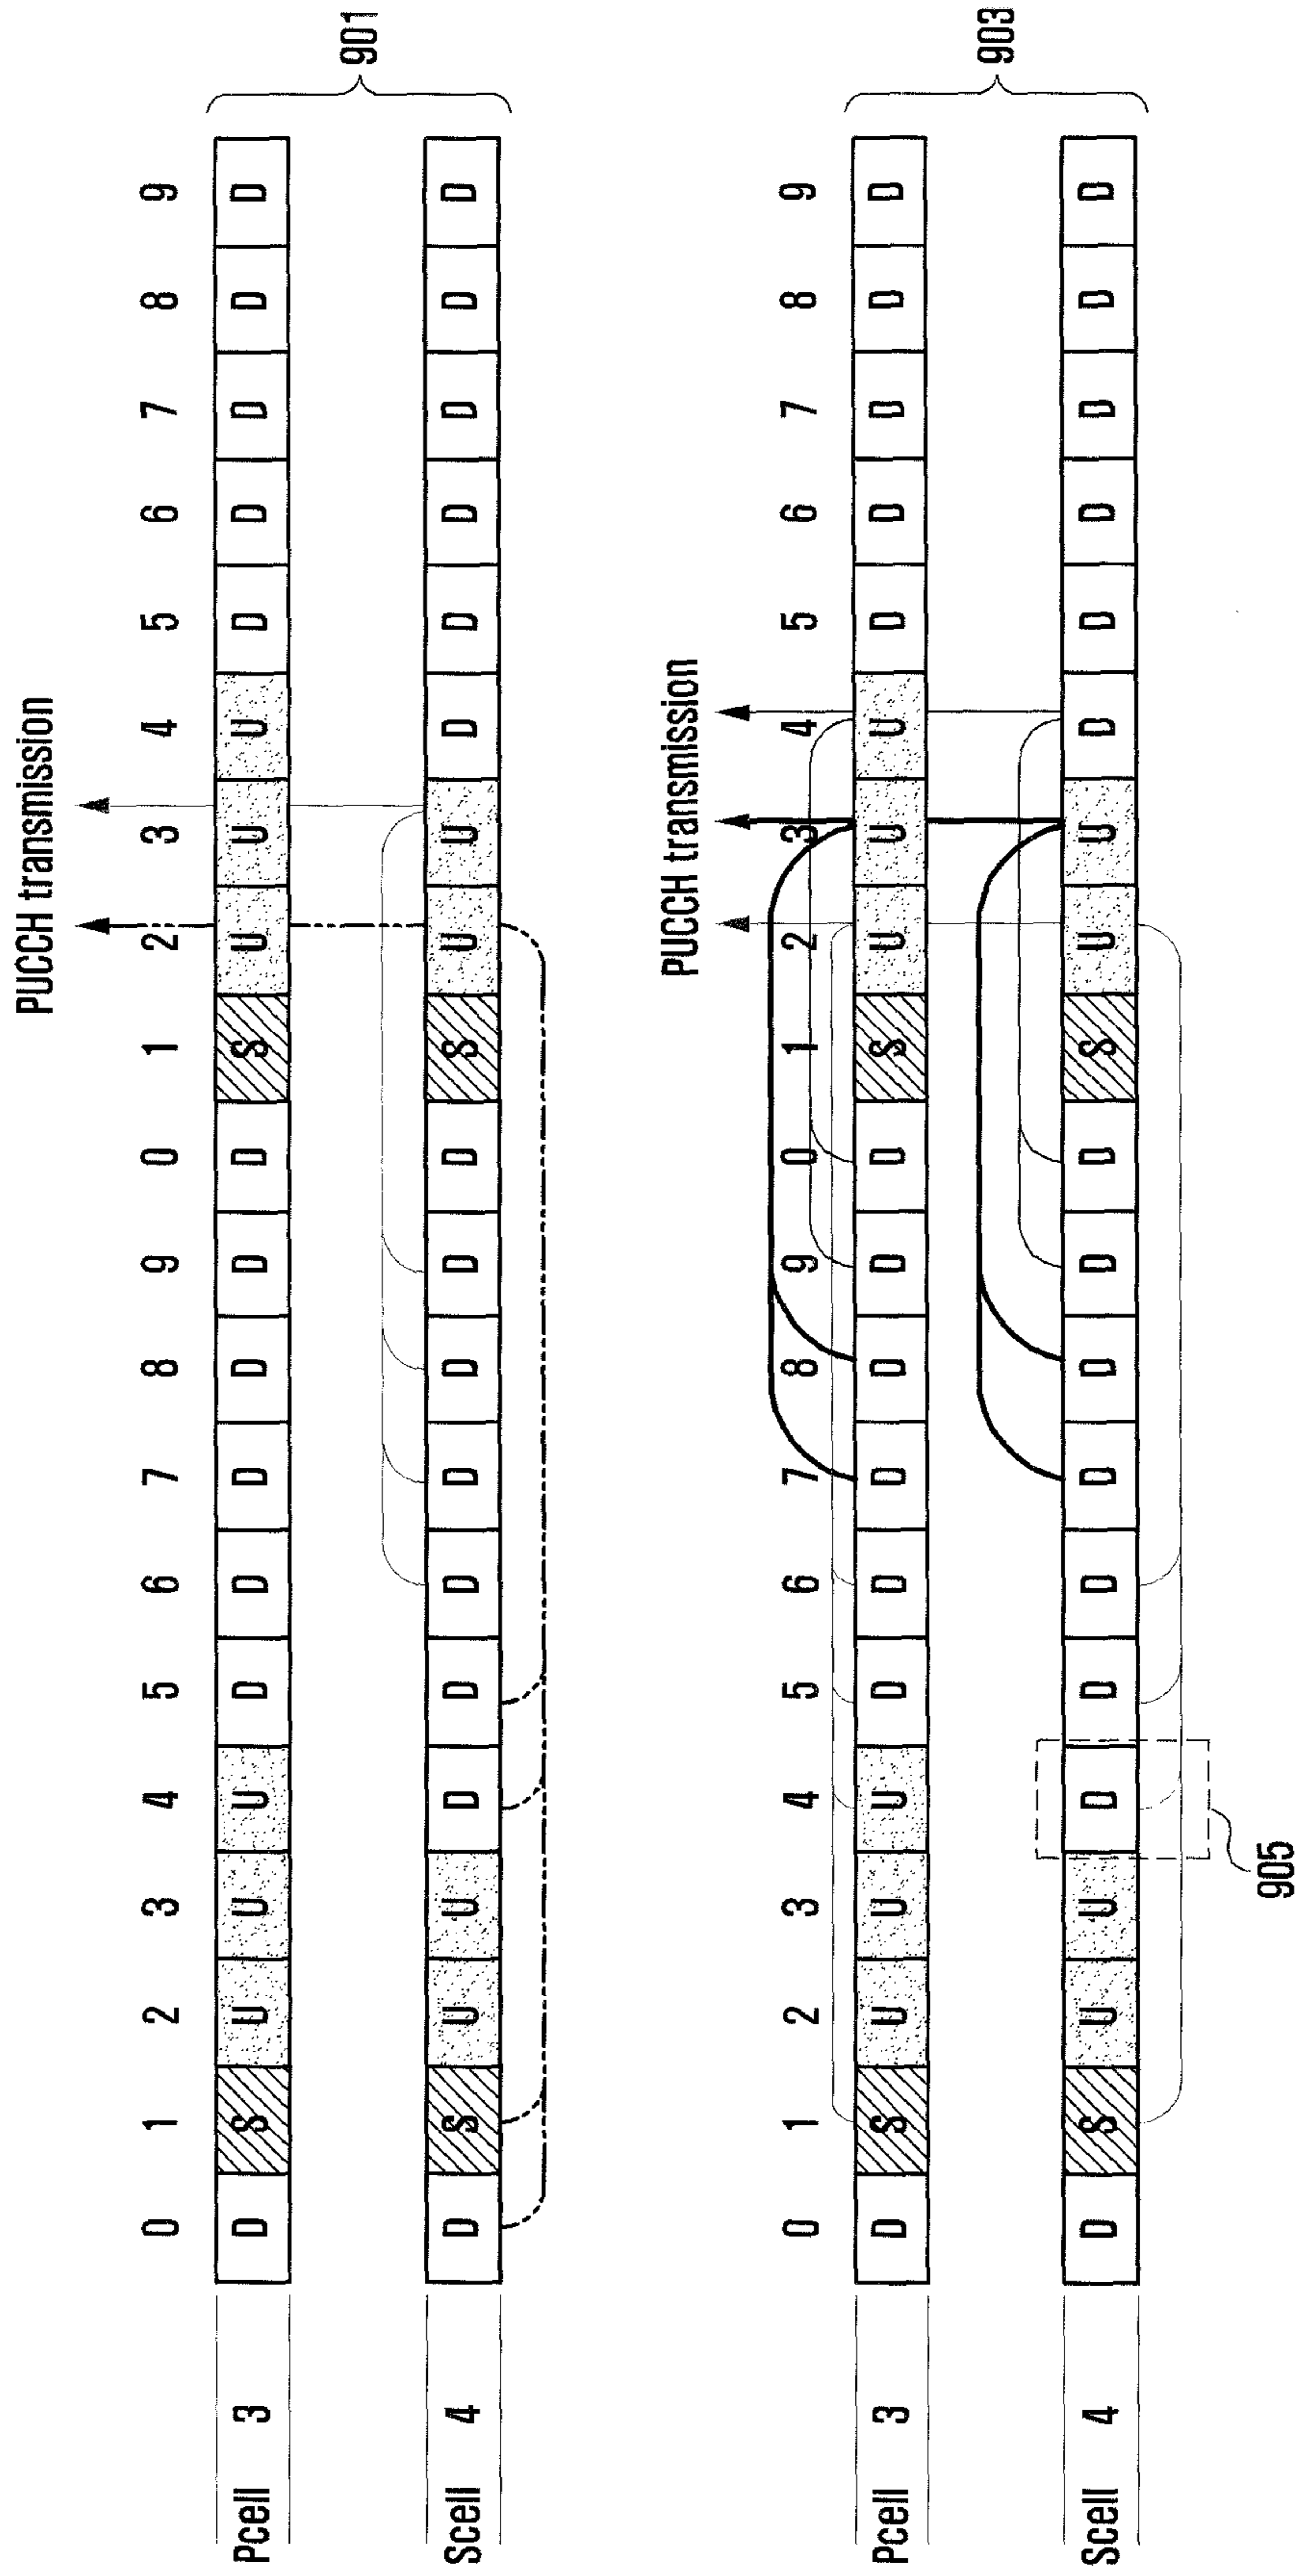 PUCCH transmission
0 1 2 3 4 5 6 7 8 9 0 1 2 3 4 5 6 7 8 9
Pcell 3 D S U U U D D D D D D S U U U D D D D D
Scell 4 D S U U D D D D D D D S U U D D D D D D
901
PUCCH transmission
0 1 2 3 4 5 6 7 8 9 0 1 2 3 4 5 6 7 8 9
Pcell 3 D S U U U D D D D D D S U U U D D D D D
Scell 4 D S U U D D D D D D D S U U D D D D D D
903
905